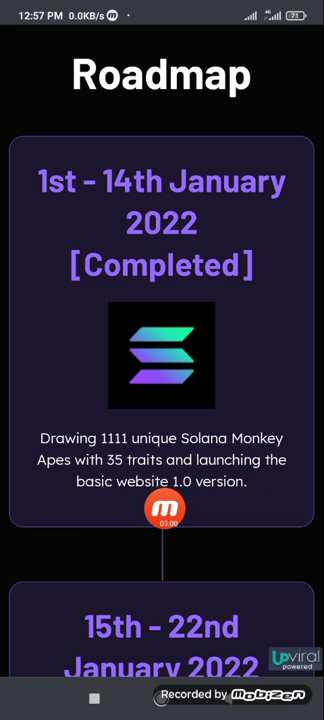 12:57 PM 0.0KB/s
4G
71
Roadmap
1st - 14th January
2022
[Completed]
Drawing 1111 unique Solana Monkey
Apes with 35 traits and launching the
basic website 1.0 version.
03:00
15th - 22nd
January 2022
Upviral
powered
Recorded by mobizen